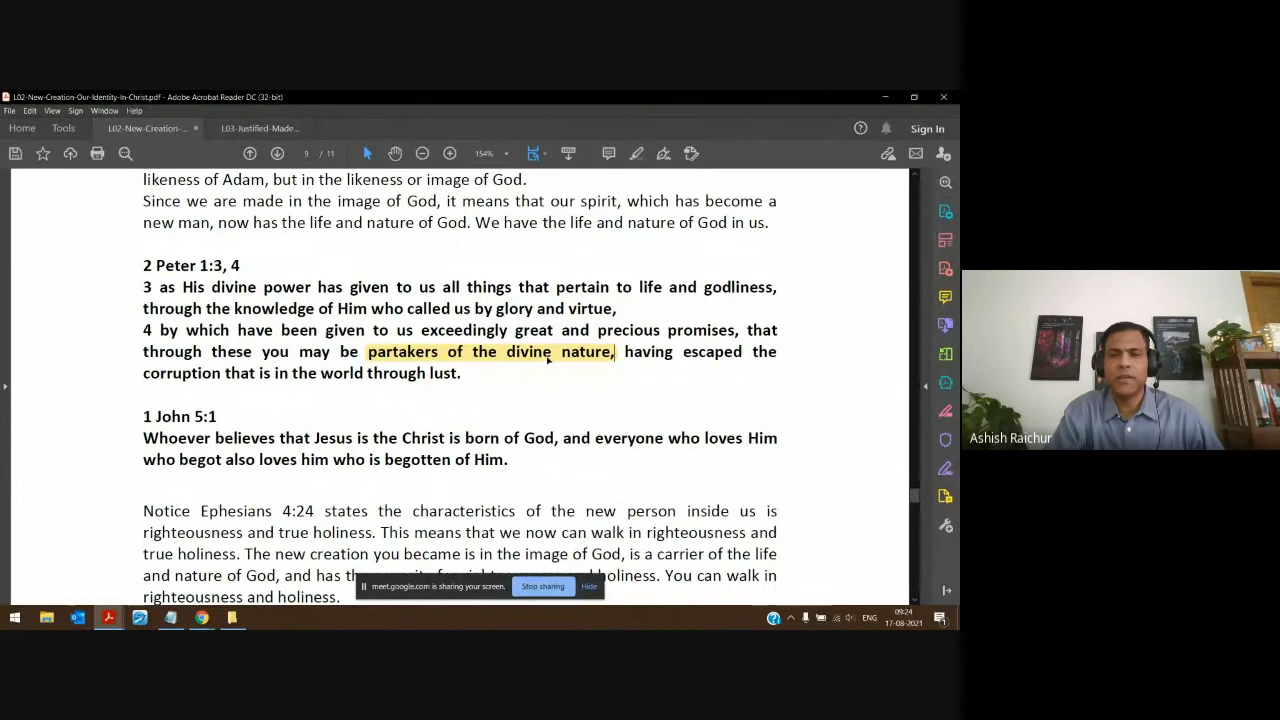 L02-New-Creation-Our-Identity-In-Christ.pdf - Adobe Acrobat Reader DC (32-bit)
File Edit View Sign Window Help
Home Tools L02-New-Creation-... × L03-Justified-Made... Sign In
9 / 11 154%
likeness of Adam, but in the likeness or image of God.
Since we are made in the image of God, it means that our spirit, which has become a
new man, now has the life and nature of God. We have the life and nature of God in us.
2 Peter 1:3, 4
3 as His divine power has given to us all things that pertain to life and godliness,
through the knowledge of Him who called us by glory and virtue,
4 by which have been given to us exceedingly great and precious promises, that
through these you may be partakers of the divine nature, having escaped the
corruption that is in the world through lust.
1 John 5:1
Whoever believes that Jesus is the Christ is born of God, and everyone who loves Him
who begot also loves him who is begotten of Him.
Ashish Raichur
Notice Ephesians 4:24 states the characteristics of the new person inside us is
righteousness and true holiness. This means that we now can walk in righteousness and
true holiness. The new creation you became is in the image of God, is a carrier of the life
and nature of God, and has holiness. You can walk in
righteousness and holiness.
meet.google.com is sharing your screen. Stop sharing Hide
ENG
09:24
17-08-2021